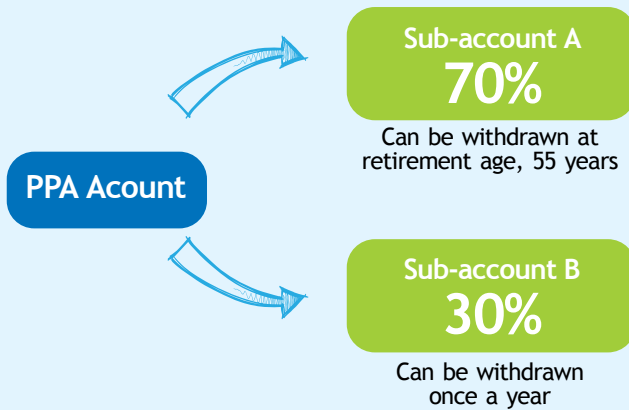 Sub-account A
70%
Can be withdrawn at
retirement age, 55 years
PPA Acount
Sub-account B
30%
Can be withdrawn
once a year